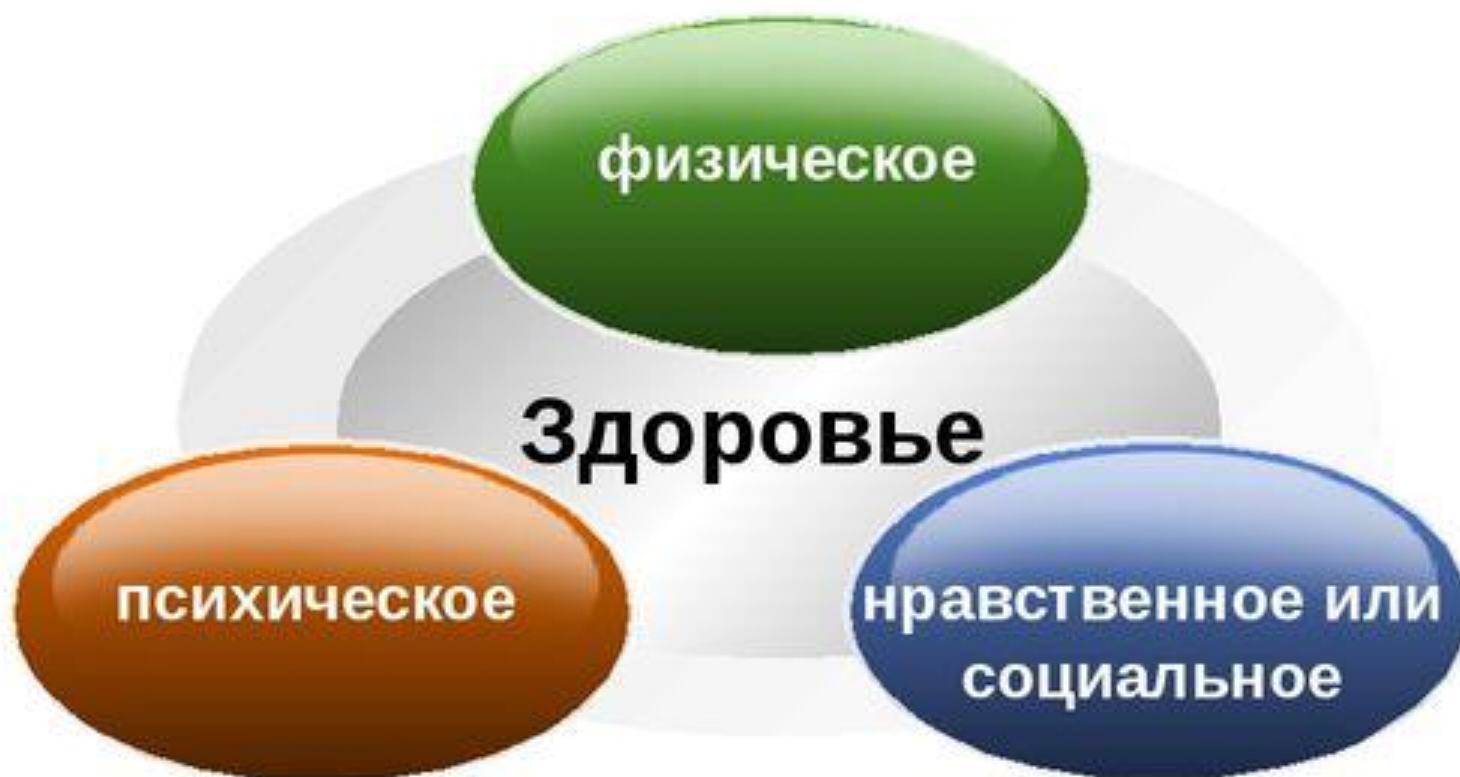 физическое
Здоровье
психическое
нравственное или
социальное